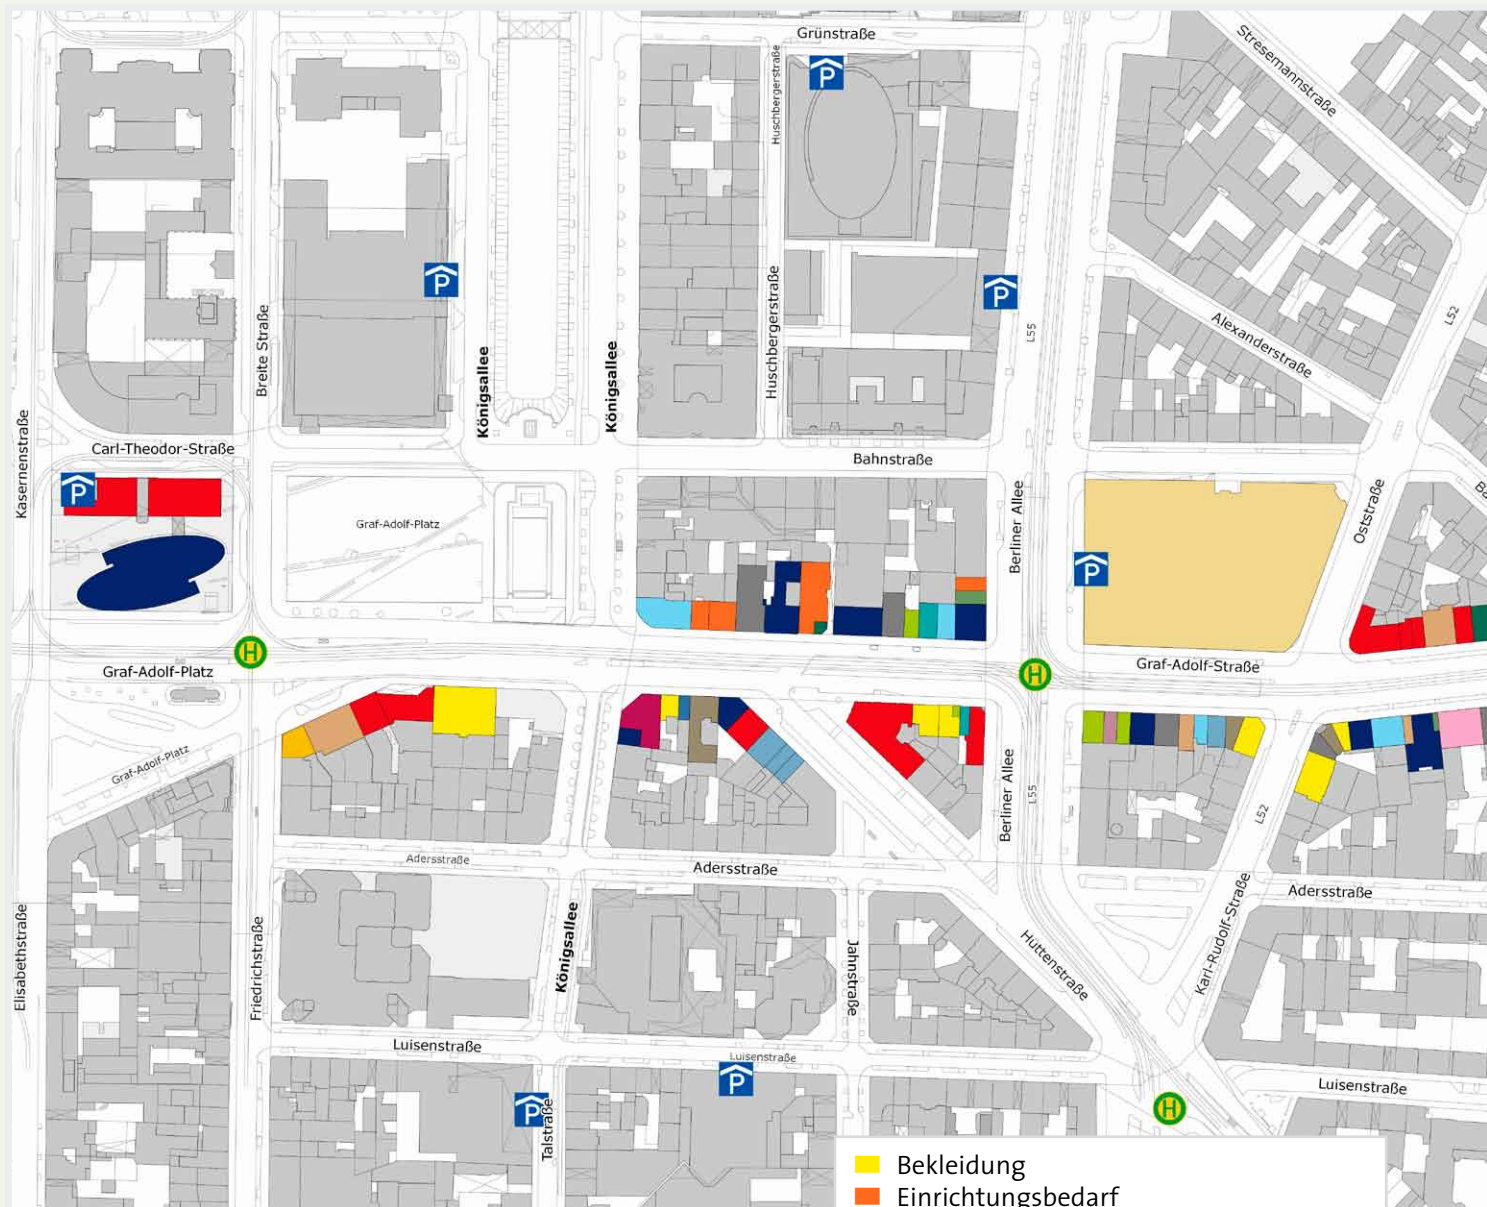 Grünstraße
Stresemannstraße
Huschbergerstraße
P
P
P
L52
L55
Huschbergerstraße
Alexanderstraße
Breite Straße
Königsallee
Königsallee
Kasernenstraße
Carl-Theodor-Straße
Bahnstraße
P
Graf-Adolf-Platz
Berliner Allee
P
Oststraße
H
Graf-Adolf-Platz
H
Graf-Adolf-Straße
Graf-Adolf-Platz
Berliner Allee
L55
L52
Adersstraße
Adersstraße
Adersstraße
Elisabethstraße
Friedrichstraße
Königsallee
Jahnstraße
Hüttenstraße
Karl-Rudolf-Straße
Luisenstraße
Luisenstraße
Luisenstraße
P
P
Talstraße
H
Bekleidung
Einrichtungsbedarf